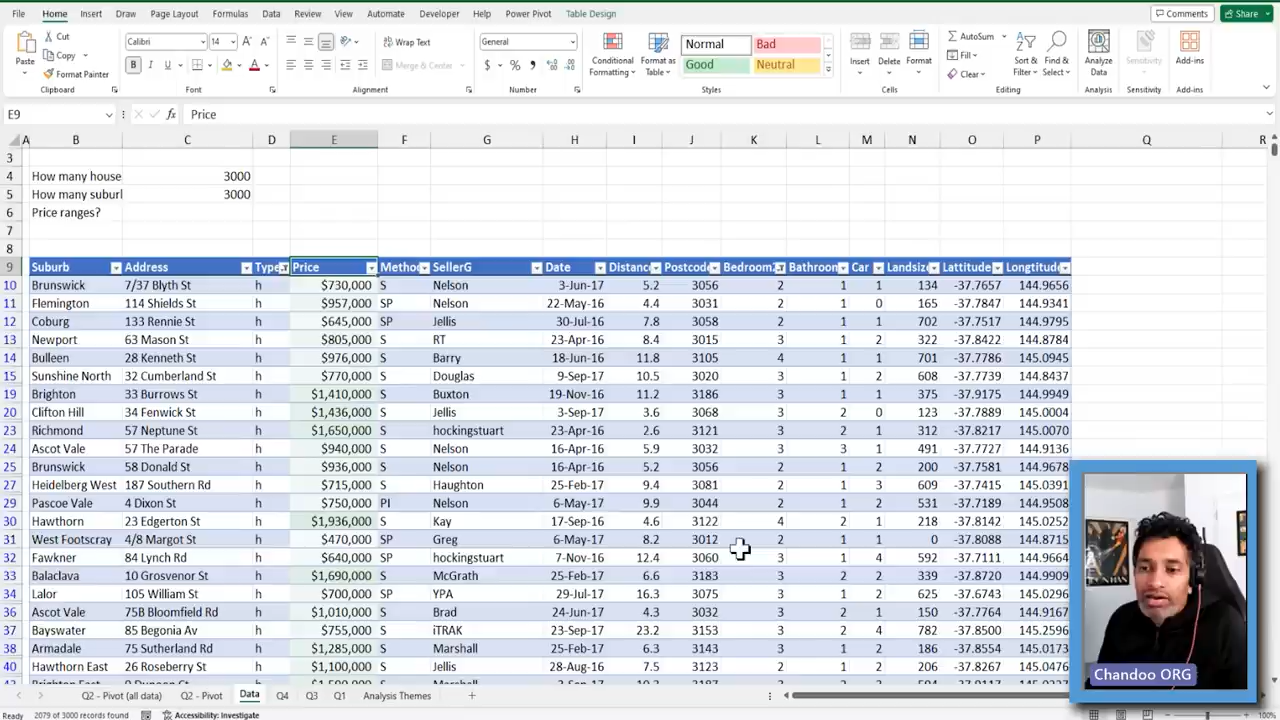 File Home Insert Draw Page Layout Formulas Data Review View Automate Developer Help Power Pivot Table Design Comments Share
Paste Cut Copy Format Painter Calibri 14 Wrap Text Merge & Center General Conditional Formatting Format as Table Normal Bad Good Neutral Insert Delete Format AutoSum Fill Clear Sort & Filter Find & Select Analyze Data Sensitivity Add-ins
Clipboard Font Alignment Number Styles Cells Editing Analysis Sensitivity Add-ins
E9 fx Price
A B C D E F G H I J K L M N O P Q R
3
4 How many house 3000
5 How many suburl 3000
6 Price ranges?
7
8
9 Suburb Address Type Price Metho SellerG Date Distanc Postcod Bedroom Bathroom Car Landsiz Lattitude Longtitude
10 Brunswick 7/37 Blyth St h $730,000 S Nelson 3-Jun-17 5.2 3056 2 1 1 134 -37.7657 144.9656
11 Flemington 114 Shields St h $957,000 SP Nelson 22-May-16 4.4 3031 2 1 0 165 -37.7847 144.9341
12 Coburg 133 Rennie St h $645,000 SP Jellis 30-Jul-16 7.8 3058 2 1 1 702 -37.7517 144.9795
13 Newport 63 Mason St h $805,000 S RT 23-Apr-16 8.4 3015 3 1 2 322 -37.8422 144.8784
14 Bulleen 28 Kenneth St h $976,000 S Barry 18-Jun-16 11.8 3105 4 1 1 701 -37.7786 145.0945
15 Sunshine North 32 Cumberland St h $770,000 S Douglas 9-Sep-17 10.5 3020 3 1 2 608 -37.7739 144.8437
19 Brighton 33 Burrows St h $1,410,000 S Buxton 19-Nov-16 11.2 3186 3 1 1 375 -37.9175 144.9949
20 Clifton Hill 34 Fenwick St h $1,436,000 S Jellis 3-Sep-17 3.6 3068 3 2 0 123 -37.7889 145.0004
23 Richmond 57 Neptune St h $1,650,000 S hockingstuart 23-Apr-16 2.6 3121 3 2 1 312 -37.8217 145.0070
24 Ascot Vale 57 The Parade h $940,000 S Nelson 16-Apr-16 5.9 3032 3 3 1 491 -37.7727 144.9136
25 Brunswick 58 Donald St h $936,000 S Nelson 16-Apr-16 5.2 3056 2 1 2 200 -37.7581 144.9678
27 Heidelberg West 187 Southern Rd h $715,000 S Haughton 25-Feb-17 9.4 3081 3 1 3 609 -37.7415 145.0391
29 Pascoe Vale 4 Dixon St h $750,000 PI Nelson 6-May-17 9.9 3044 2 1 2 531 -37.7189 144.9508
30 Hawthorn 23 Edgerton St h $1,936,000 S Kay 17-Sep-16 4.6 3122 4 2 1 218 -37.8142 145.0252
31 West Footscray 4/8 Margot St h $470,000 SP Greg 6-May-17 8.2 3012 2 1 1 0 -37.8088 144.8715
32 Fawkner 84 Lynch Rd h $640,000 SP hockingstuart 7-Nov-16 12.4 3060 3 1 4 592 -37.7111 144.9664
33 Balaclava 10 Grosvenor St h $1,690,000 S McGrath 25-Feb-17 6.6 3183 3 2 2 339 -37.8720 144.9909
34 Lalor 105 William St h $700,000 SP YPA 29-Jul-17 16.3 3075 3 1 2 625 -37.6743 145.0296
36 Ascot Vale 75B Bloomfield Rd h $1,010,000 S Brad 24-Jun-17 4.3 3032 3 2 1 150 -37.7764 144.9167
37 Bayswater 85 Begonia Av h $755,000 S iTRAK 23-Sep-17 23.2 3153 3 2 4 782 -37.8500 145.2596
38 Armadale 75 Sutherland Rd h $1,285,000 S Marshall 25-Feb-17 6.3 3143 2 1 2 186 -37.8554 145.0173
40 Hawthorn East 26 Roseberry St h $1,100,000 S Jellis 28-Aug-16 7.5 3123 2 1 2 206 -37.8267 145.0476
Chandoo ORG
Q2 - Pivot (all data) Q2 - Pivot Data Q4 Q3 Q1 Analysis Themes
Ready 2079 of 3000 records found Accessibility: Investigate 100%